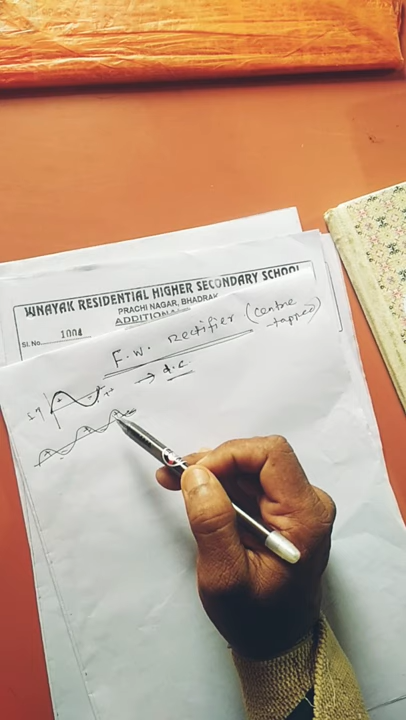 VINAYAK RESIDENTIAL HIGHER SECONDARY SCHOOL
PRACHI NAGAR, BHADRAK
ADDITIONA
Sl. No. 1004
F.W. rectifier (centre
-tapped)
→ d.c.